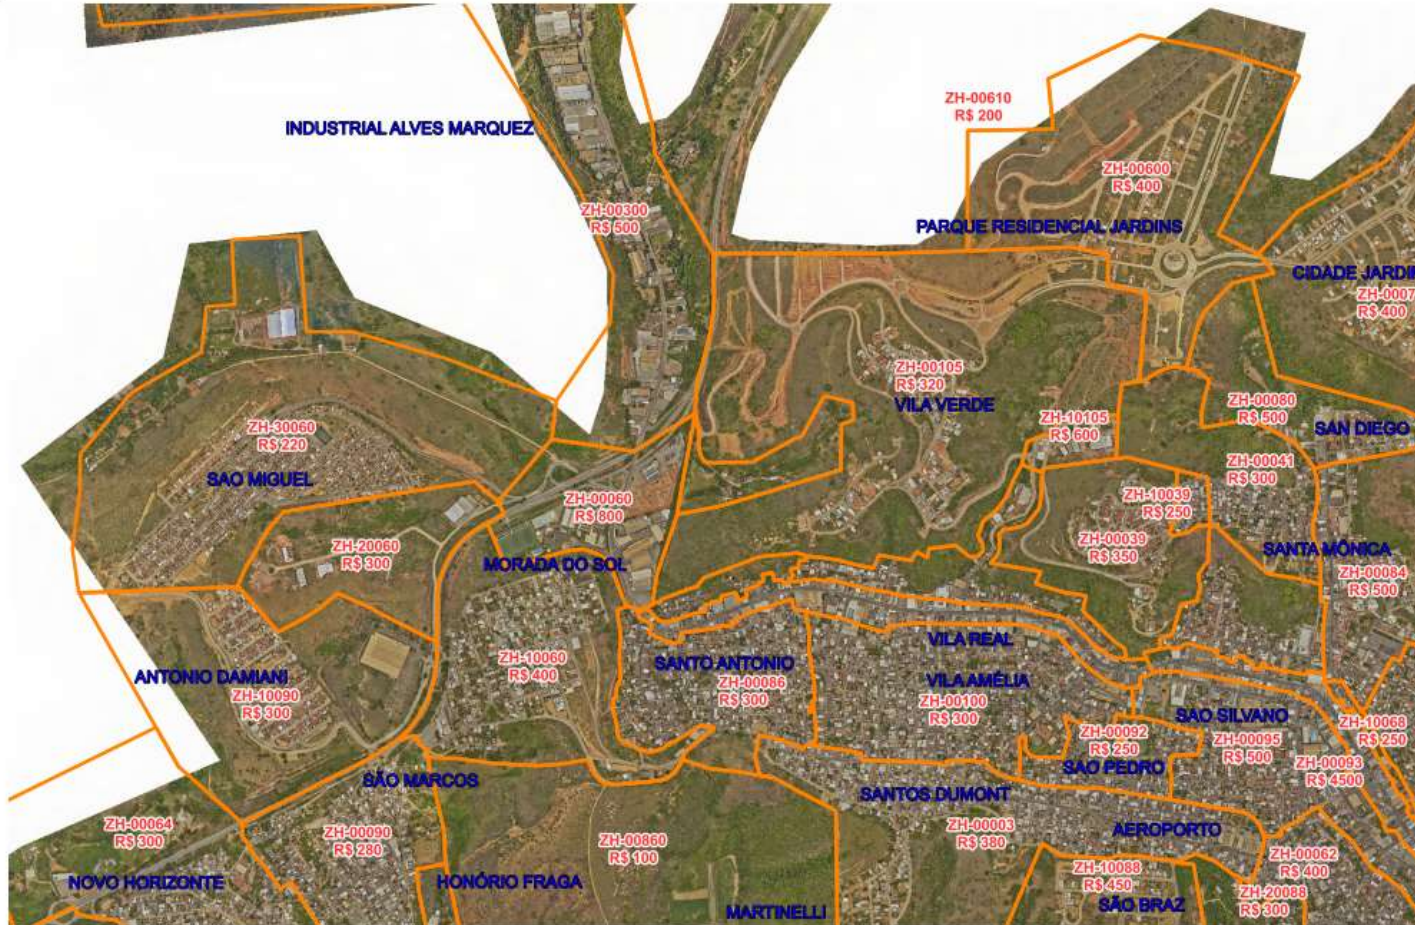 ZH-00610
R$ 200
INDUSTRIAL ALVES MARQUEZ
ZH-00600
R$ 400
ZH-00300
R$ 500
PARQUE RESIDENCIAL JARDINS
CIDADE JARDI
ZH-0007
R$ 400
ZH-00105
R$ 320
VILA VERDE
ZH-00080
R$ 500
ZH-10105
R$ 600
SAN DIEGO
ZH-30060
R$ 220
SAO MIGUEL
ZH-00041
R$ 300
ZH-00060
R$ 800
ZH-10039
R$ 250
ZH-00039
R$ 350
ZH-20060
R$ 300
MORADA DO SOL
SANTA MÔNICA
ZH-00084
R$ 500
VILA REAL
ZH-10060
R$ 400
SANTO ANTONIO
ZH-00086
R$ 300
VILA AMÉLIA
ZH-00100
R$ 300
ANTONIO DAMIANI
ZH-10090
R$ 300
SAO SILVANO
ZH-00095
R$ 500
ZH-10068
R$ 250
ZH-00092
R$ 250
SAO PEDRO
ZH-00093
R$ 4500
SÃO MARCOS
SANTOS DUMONT
ZH-00003
R$ 380
AEROPORTO
ZH-00064
R$ 300
ZH-00090
R$ 280
ZH-00860
R$ 100
ZH-00062
R$ 400
NOVO HORIZONTE
HONÓRIO FRAGA
ZH-10088
R$ 450
SÃO BRAZ
ZH-20088
R$ 300
MARTINELLI